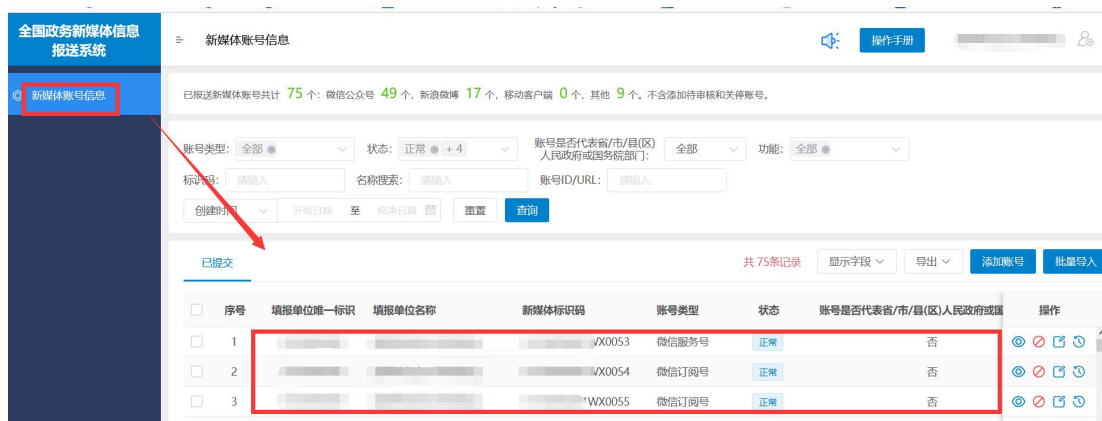 全国政务新媒体信息
报送系统
新媒体账号信息
操作手册
新媒体账号信息
已报送新媒体账号共计 75 个：微信公众号 49 个，新浪微博 17 个，移动客户端 0 个，其他 9 个。不含添加待审核和关停账号。
账号类型： 全部 状态： 正常 + 4 账号是否代表省/市/县(区)人民政府或国务院部门： 全部 功能： 全部
标识码： 请输入 名称搜索： 请输入 账号ID/URL： 请输入
创建时间 开始日期 至 结束日期 重置 查询
已提交 共 75条记录 显示字段 导出 添加账号 批量导入
序号 填报单位唯一标识 填报单位名称 新媒体标识码 账号类型 状态 账号是否代表省/市/县(区)人民政府或国 操作
1 WX0053 微信服务号 正常 否
2 WX0054 微信订阅号 正常 否
3 WX0055 微信订阅号 正常 否